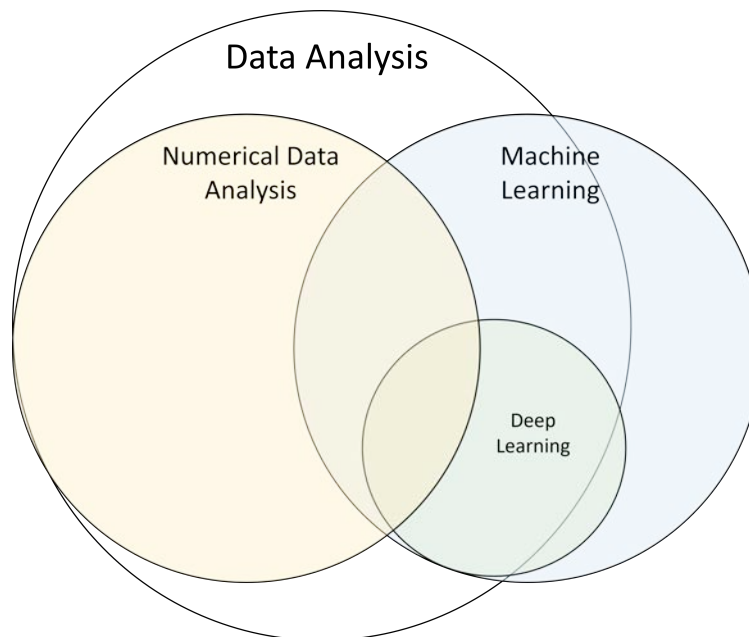 Data Analysis
Numerical Data
Analysis
Machine
Learning
Deep
Learning